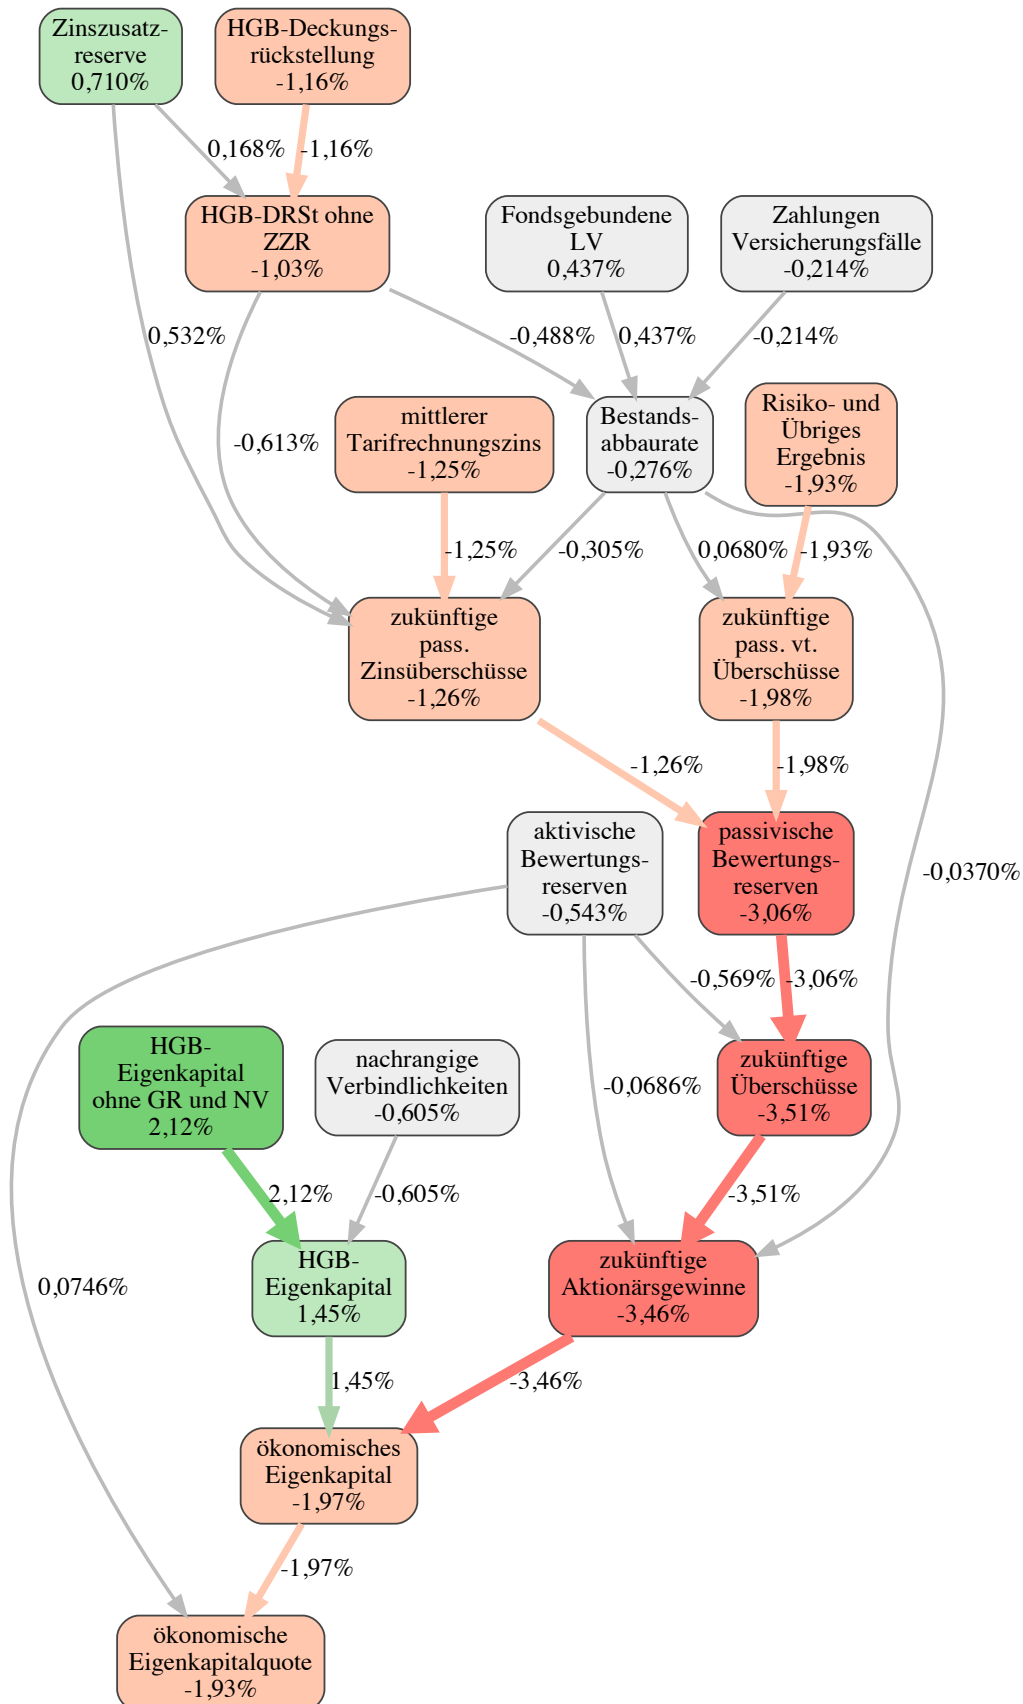 Zinszusatz-
reserve
0,710%
HGB-Deckungs-
rückstellung
-1,16%
0,168%
-1,16%
HGB-DRSt ohne
ZZR
-1,03%
Fondsgebundene
LV
0,437%
Zahlungen
Versicherungsfälle
-0,214%
0,532%
-0,488%
0,437%
-0,214%
mittlerer
Tarifrechnungszins
-1,25%
Bestands-
abbaurate
-0,276%
Risiko- und
Übriges
Ergebnis
-1,93%
-0,613%
-1,25%
-0,305%
0,0680%
-1,93%
zukünftige
pass.
Zinsüberschüsse
-1,26%
zukünftige
pass. vt.
Überschüsse
-1,98%
-1,26%
-1,98%
aktivische
Bewertungs-
reserven
-0,543%
passivische
Bewertungs-
reserven
-3,06%
-0,0370%
-0,569%
-3,06%
HGB-
Eigenkapital
ohne GR und NV
2,12%
nachrangige
Verbindlichkeiten
-0,605%
-0,0686%
zukünftige
Überschüsse
-3,51%
2,12%
-0,605%
-3,51%
0,0746%
HGB-
Eigenkapital
1,45%
zukünftige
Aktionärsgewinne
-3,46%
1,45%
-3,46%
ökonomisches
Eigenkapital
-1,97%
-1,97%
ökonomische
Eigenkapitalquote
-1,93%